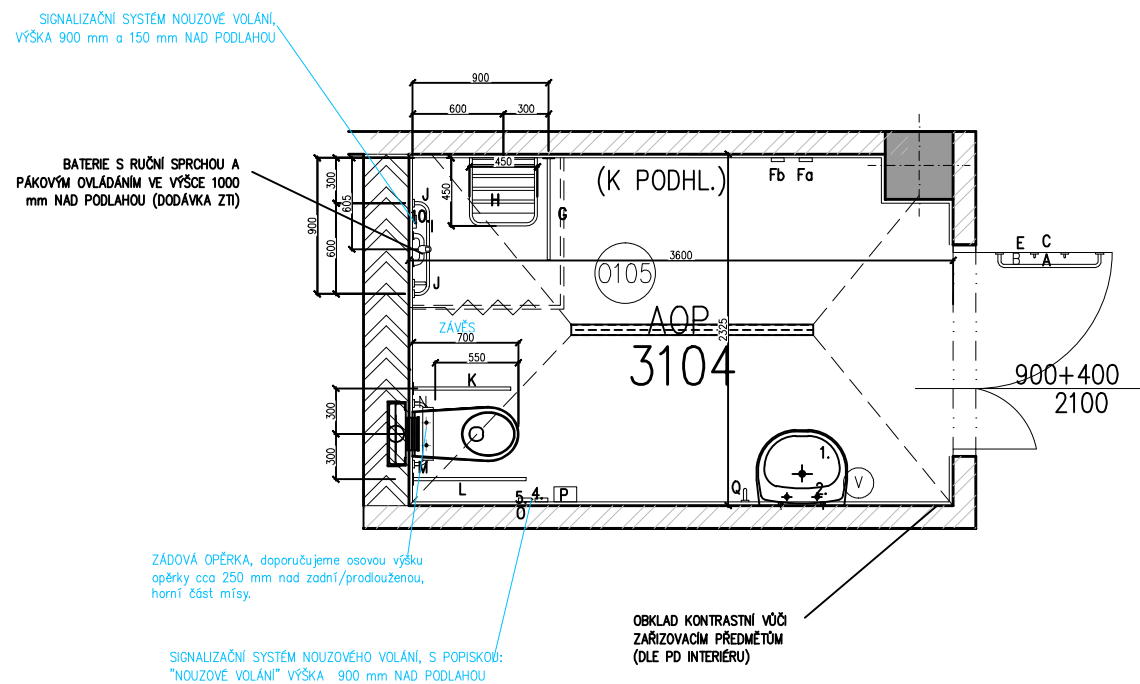 SIGNALIZAČNÍ SYSTÉM NOUZOVÉ VOLÁNÍ,
VÝŠKA 900 mm a 150 mm NAD PODLAHOU
900
600
300
BATERIE S RUČNÍ SPRCHOU A
PÁKOVÝM OVLÁDÁNÍM VE VÝŠCE 1000
mm NAD PODLAHOU (DODÁVKA ZTI)
900
300
605
600
450
450
H
J
I
J
G
(K PODHL.)
Fb Fa
0105
3600
2325
AOP
3104
E C
B A
900+400
2100
ZÁVĚS
700
550
K
300
300
N
M
L
5.
4.
O
P
Q
1.
2.
V
ZÁDOVÁ OPĚRKA, doporučujeme osovou výšku
opěrky cca 250 mm nad zadní/prodlouženou,
horní část mísy.
OBKLAD KONTRASTNÍ VŮČI
ZAŘIZOVACÍM PŘEDMĚTŮM
(DLE PD INTERIÉRU)
SIGNALIZAČNÍ SYSTÉM NOUZOVÉHO VOLÁNÍ, S POPISKOU:
"NOUZOVÉ VOLÁNÍ" VÝŠKA 900 mm NAD PODLAHOU